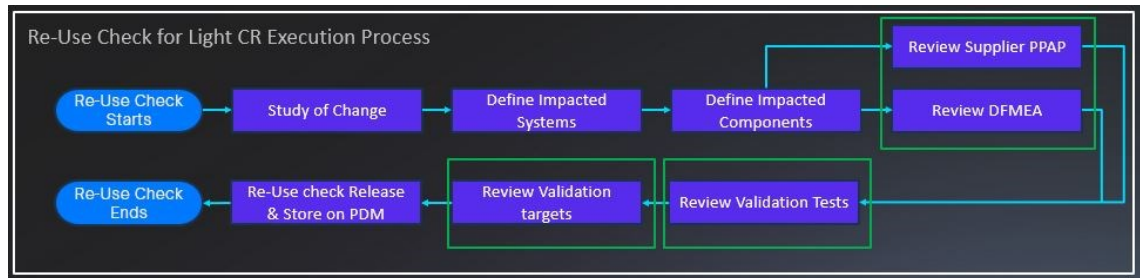 Re-Use Check for Light CR Execution Process
Review Supplier PPAP
Re-Use Check
Starts
Study of Change
Define Impacted
Systems
Define Impacted
Components
Review DFMEA
Re-Use Check
Ends
Re-Use check Release
& Store on PDM
Review Validation
targets
Review Validation Tests